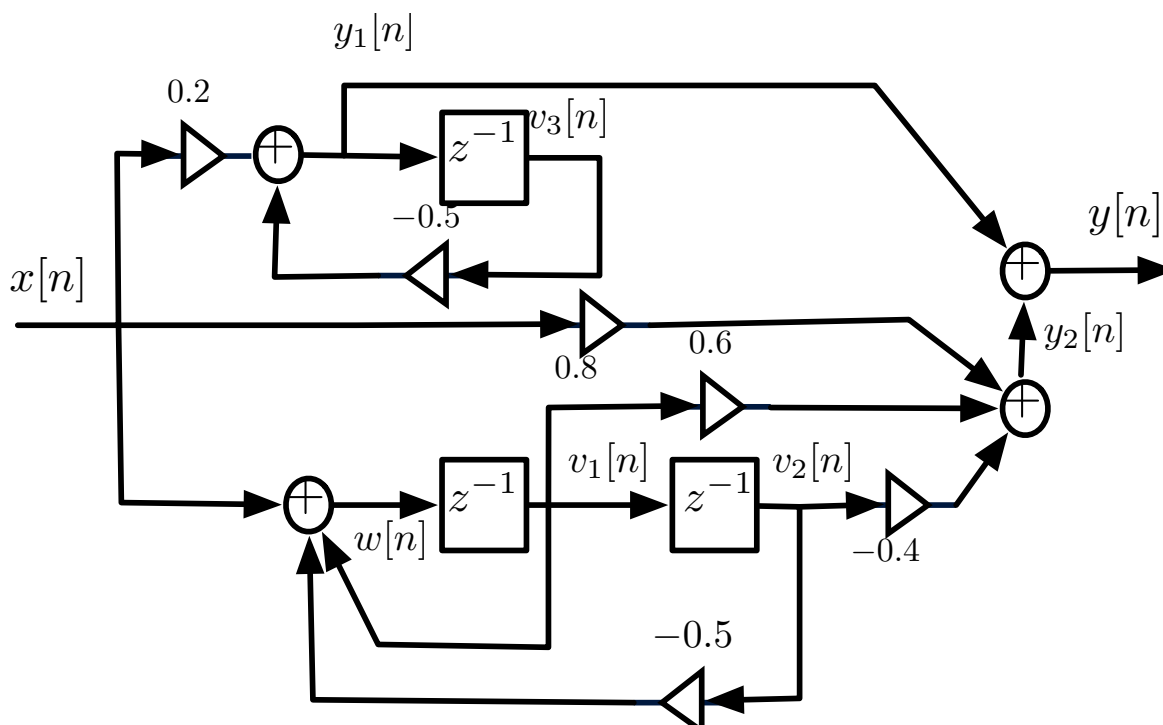 y₁[n]
0.2
+
z⁻¹
v₃[n]
−0.5
y[n]
+
x[n]
0.8
0.6
y₂[n]
+
+
w[n]
z⁻¹
v₁[n]
z⁻¹
v₂[n]
−0.4
−0.5